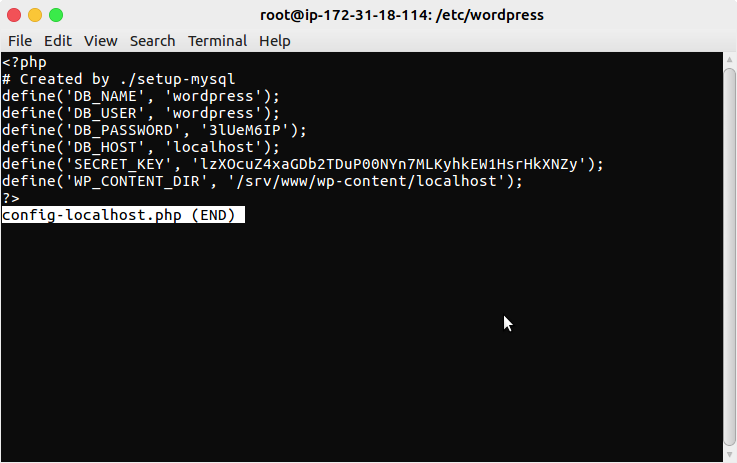 root@ip-172-31-18-114: /etc/wordpress
File Edit View Search Terminal Help
<?php
# Created by ./setup-mysql
define('DB_NAME', 'wordpress');
define('DB_USER', 'wordpress');
define('DB_PASSWORD', '3lUeM6IP');
define('DB_HOST', 'localhost');
define('SECRET_KEY', 'lzXOcuZ4xaGDb2TDuP00NYn7MLKyhkEW1HsrHkXNZy');
define('WP_CONTENT_DIR', '/srv/www/wp-content/localhost');
?>
config-localhost.php (END)